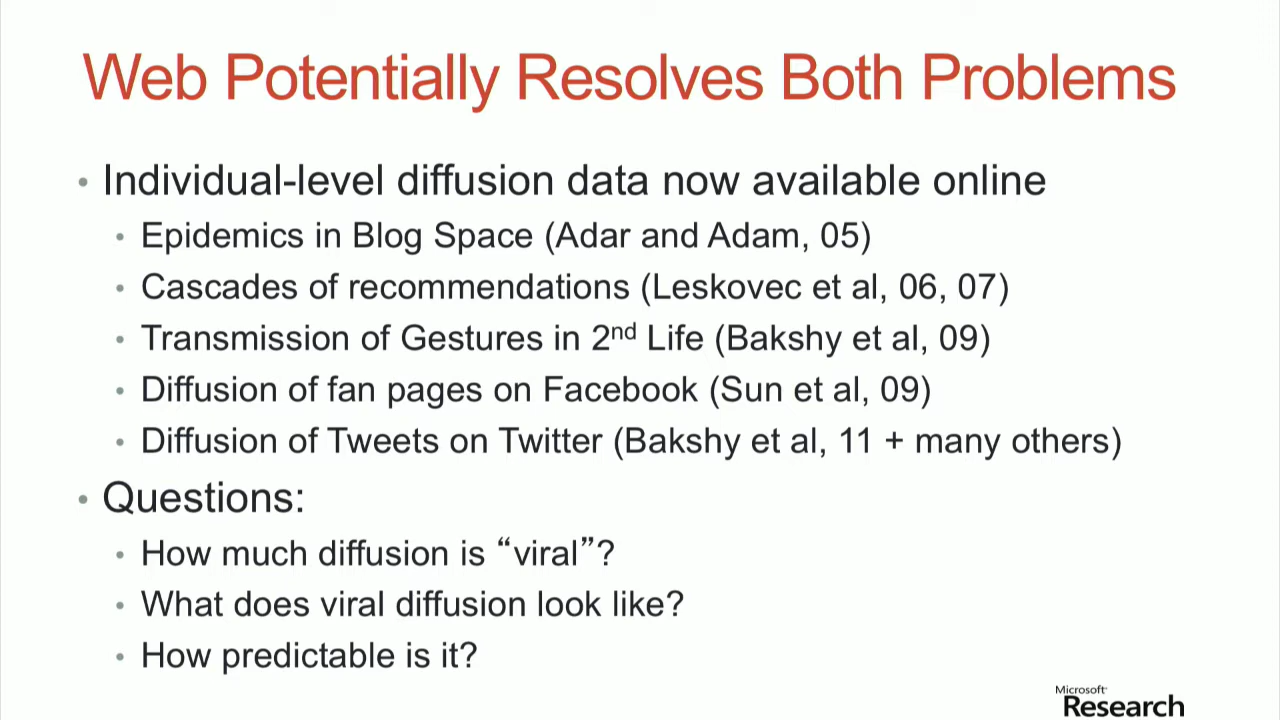 Web Potentially Resolves Both Problems
• Individual-level diffusion data now available online
• Epidemics in Blog Space (Adar and Adam, 05)
• Cascades of recommendations (Leskovec et al, 06, 07)
• Transmission of Gestures in 2nd Life (Bakshy et al, 09)
• Diffusion of fan pages on Facebook (Sun et al, 09)
• Diffusion of Tweets on Twitter (Bakshy et al, 11 + many others)
• Questions:
• How much diffusion is “viral”?
• What does viral diffusion look like?
• How predictable is it?
Microsoft
Research